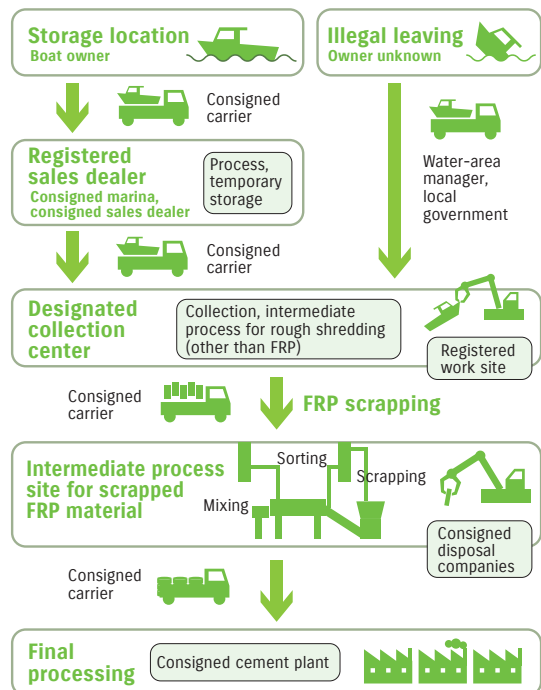 Storage location
Boat owner
Illegal leaving
Owner unknown
Consigned
carrier
Water-area
manager,
local
government
Registered
sales dealer
Consigned marina,
consigned sales dealer
Process,
temporary
storage
Consigned
carrier
Designated
collection
center
Collection, intermediate
process for rough shredding
(other than FRP)
Registered
work site
Consigned
carrier
FRP scrapping
Intermediate process
site for scrapped
FRP material
Sorting
Scrapping
Mixing
Consigned
disposal
companies
Consigned
carrier
Final
processing
Consigned cement plant